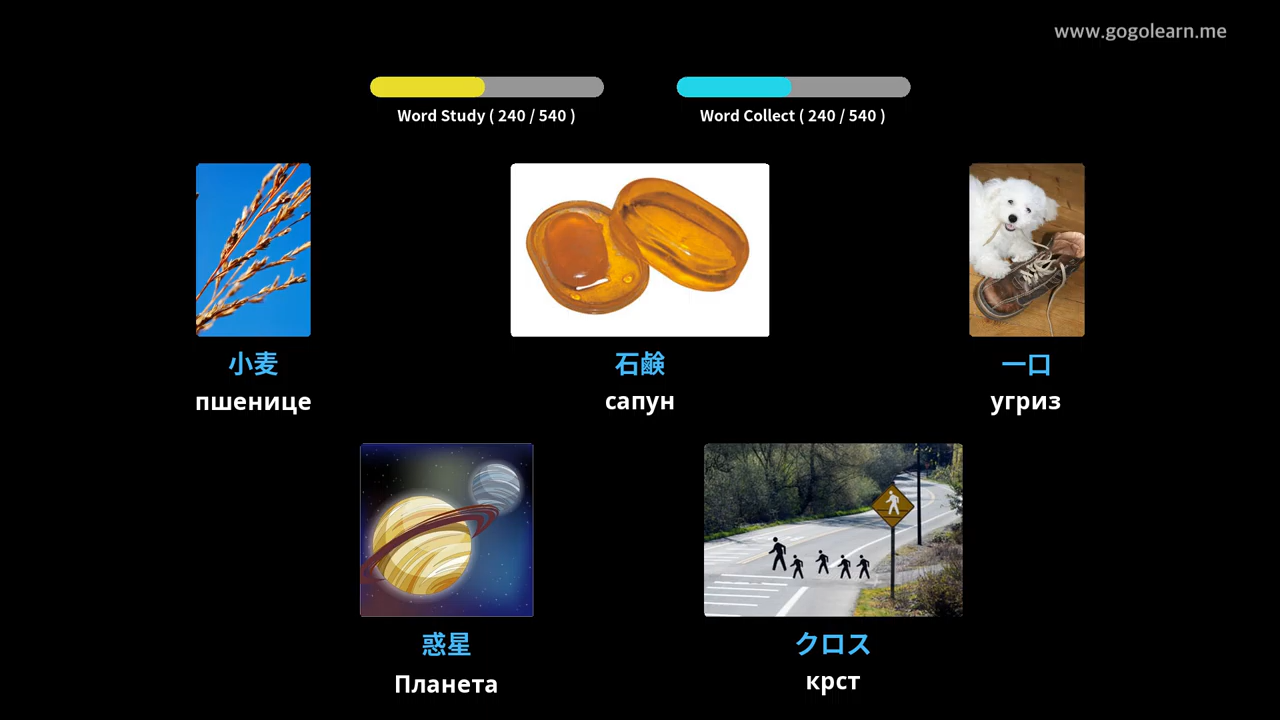 www.gogolearn.me
Word Study ( 240 / 540 )
Word Collect ( 240 / 540 )
小麦
石鹸
一口
пшенице
сапун
угриз
惑星
クロス
Планета
крст